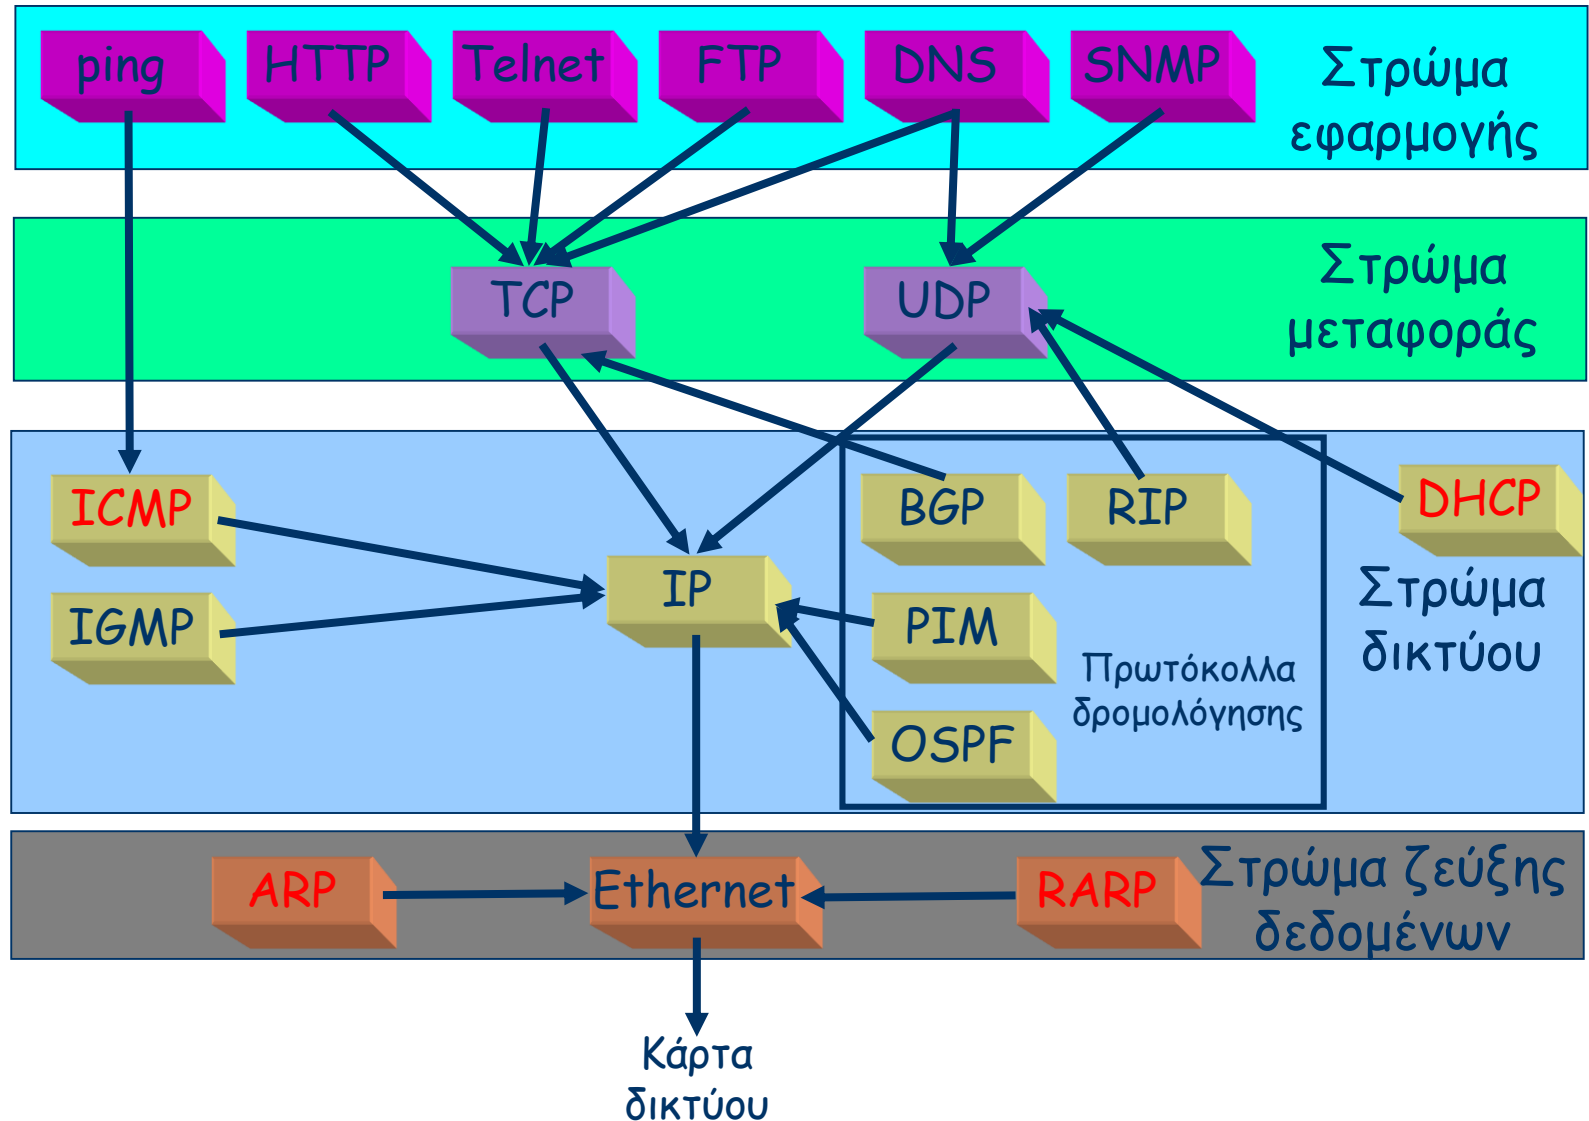 ping HTTP Telnet FTP DNS SNMP
Στρώμα
εφαρμογής
TCP UDP
Στρώμα
μεταφοράς
ICMP BGP RIP DHCP
IP
IGMP PIM
Στρώμα
δικτύου
Πρωτόκολλα
δρομολόγησης
OSPF
ARP Ethernet RARP
Στρώμα ζεύξης
δεδομένων
Κάρτα
δικτύου